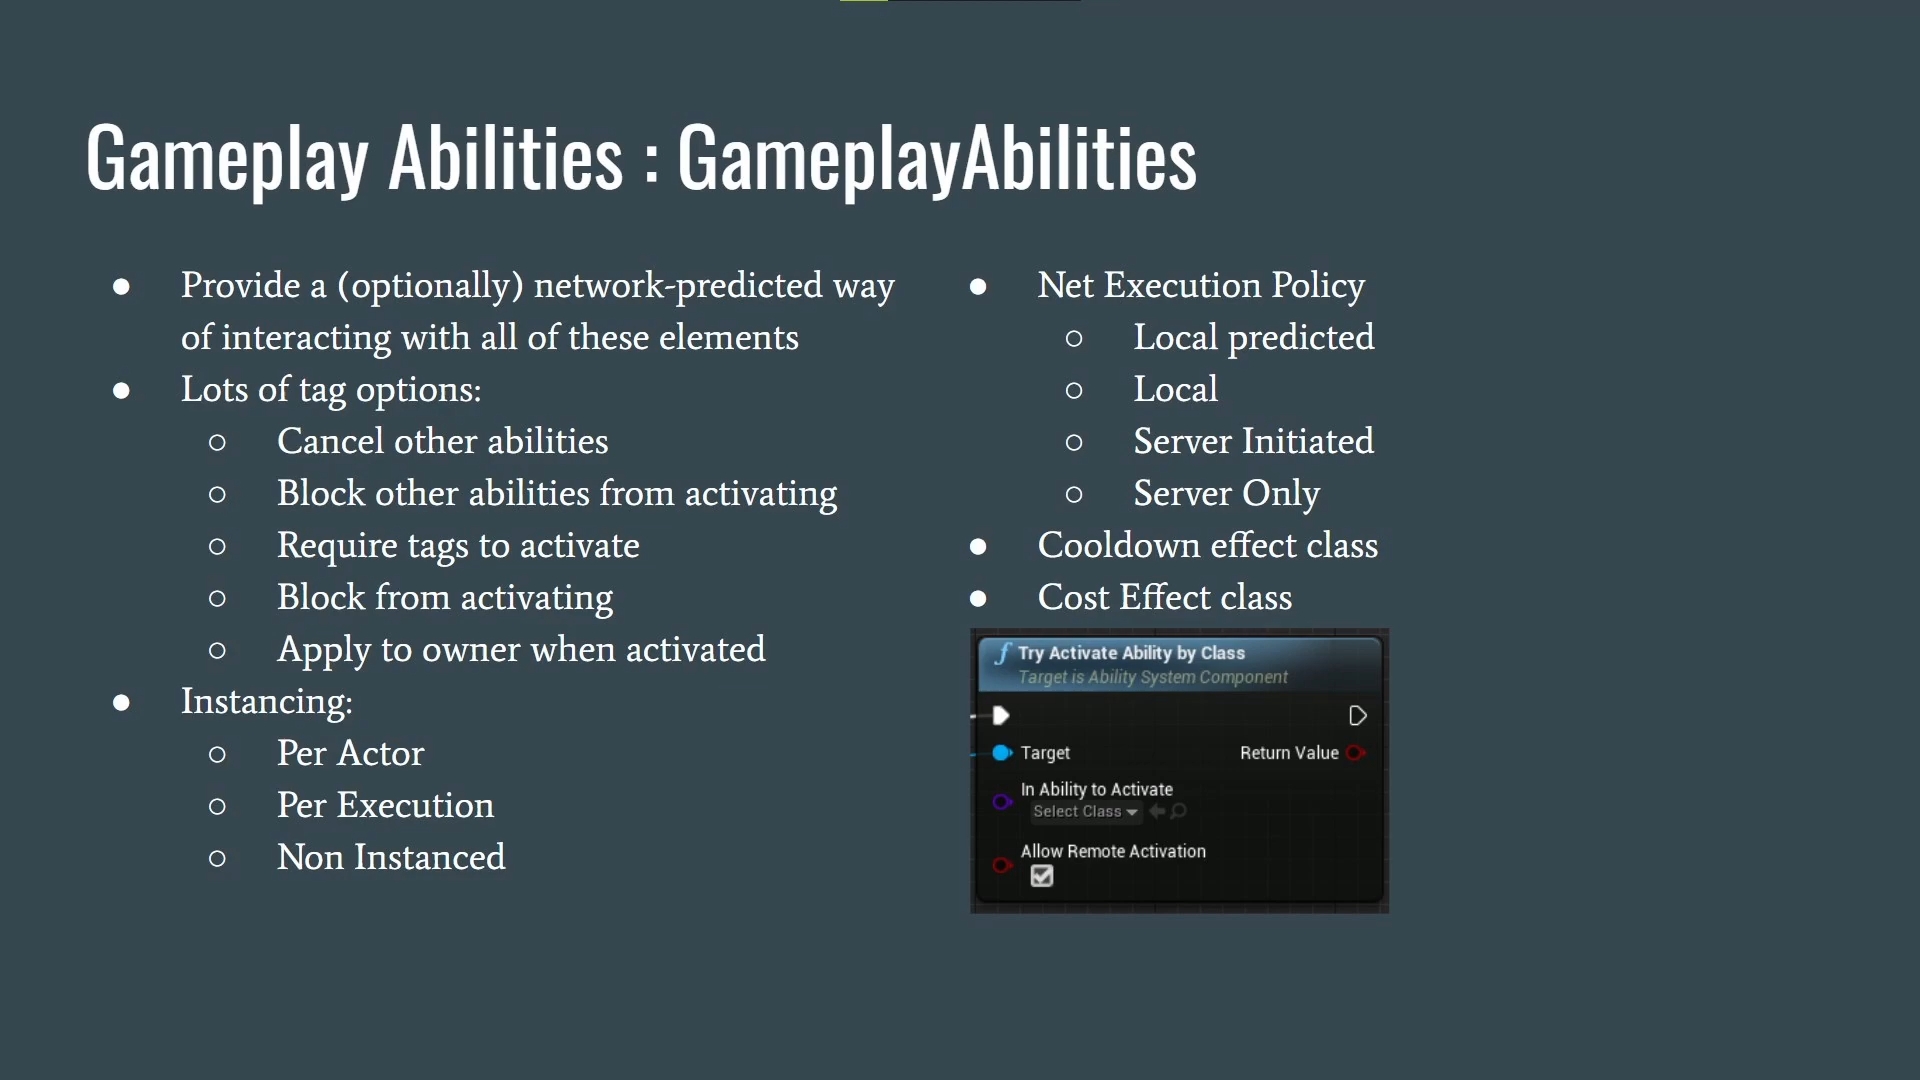 Gameplay Abilities : GameplayAbilities
● Provide a (optionally) network-predicted way
of interacting with all of these elements
● Lots of tag options:
○ Cancel other abilities
○ Block other abilities from activating
○ Require tags to activate
○ Block from activating
○ Apply to owner when activated
● Instancing:
○ Per Actor
○ Per Execution
○ Non Instanced
● Net Execution Policy
○ Local predicted
○ Local
○ Server Initiated
○ Server Only
● Cooldown effect class
● Cost Effect class
f Try Activate Ability by Class
Target is Ability System Component
Target Return Value
In Ability to Activate
Select Class
Allow Remote Activation